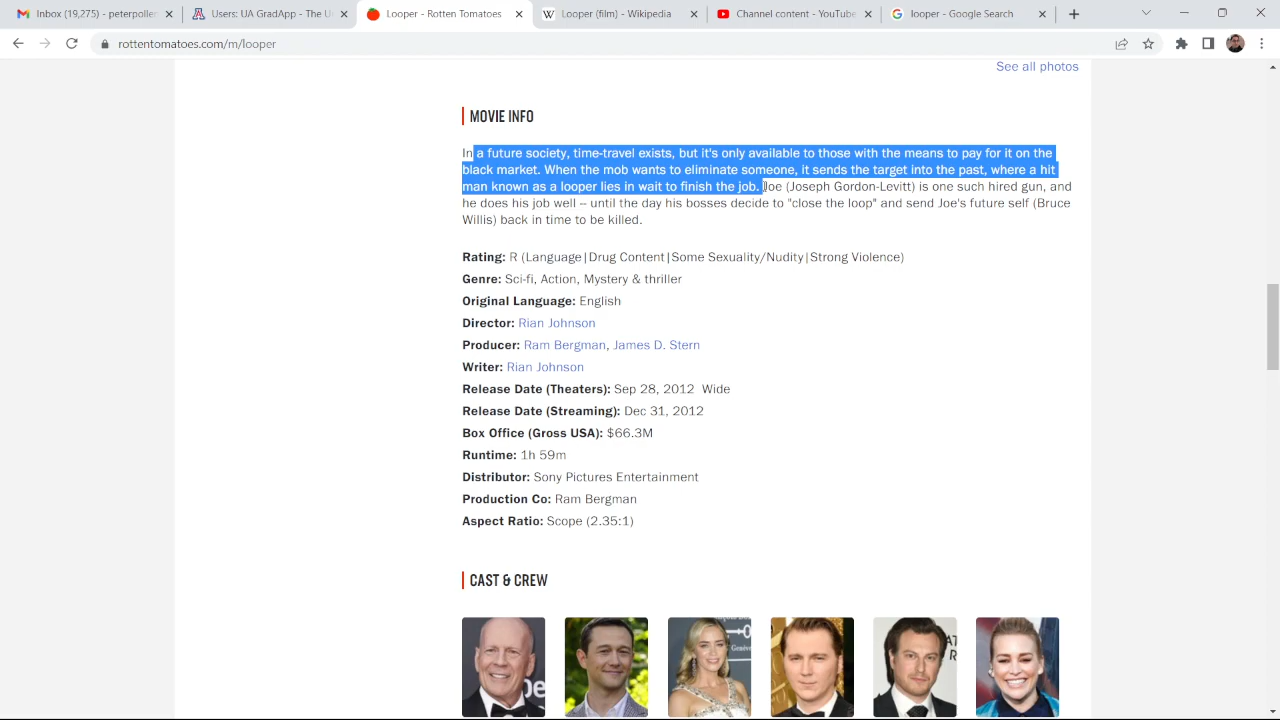 Inbox (19,275) - peterpollen
Users: UA GradApp - The U
Looper - Rotten Tomatoes
Looper (film) - Wikipedia
Channel content - YouTube
looper - Google Search
rottentomatoes.com/m/looper
See all photos
MOVIE INFO
In a future society, time-travel exists, but it's only available to those with the means to pay for it on the
black market. When the mob wants to eliminate someone, it sends the target into the past, where a hit
man known as a looper lies in wait to finish the job. Joe (Joseph Gordon-Levitt) is one such hired gun, and
he does his job well -- until the day his bosses decide to "close the loop" and send Joe's future self (Bruce
Willis) back in time to be killed.
Rating: R (Language|Drug Content|Some Sexuality/Nudity|Strong Violence)
Genre: Sci-fi, Action, Mystery & thriller
Original Language: English
Director: Rian Johnson
Producer: Ram Bergman, James D. Stern
Writer: Rian Johnson
Release Date (Theaters): Sep 28, 2012 Wide
Release Date (Streaming): Dec 31, 2012
Box Office (Gross USA): $66.3M
Runtime: 1h 59m
Distributor: Sony Pictures Entertainment
Production Co: Ram Bergman
Aspect Ratio: Scope (2.35:1)
CAST & CREW